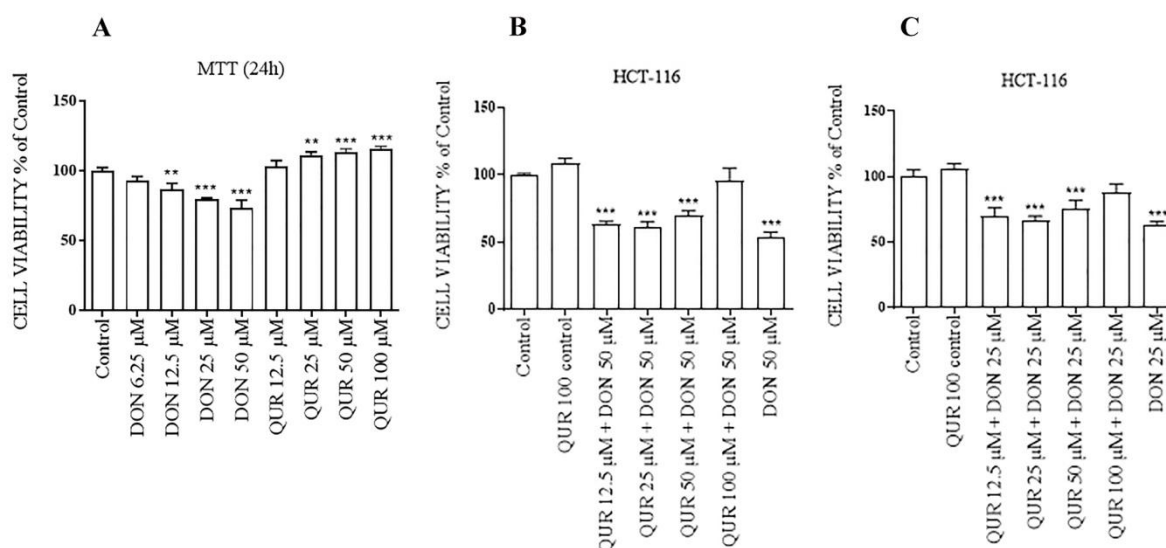 A
MTT (24h)
CELL VIABILITY % of Control
150
100
50
0
** *** *** ** *** ***
Control
DON 6.25 µM
DON 12.5 µM
DON 25 µM
DON 50 µM
QUR 12.5 µM
QUR 25 µM
QUR 50 µM
QUR 100 µM
B
HCT-116
CELL VIABILITY % of Control
150
100
50
0
*** *** *** ***
Control
QUR 100 control
QUR 12.5 µM + DON 50 µM
QUR 25 µM + DON 50 µM
QUR 50 µM + DON 50 µM
QUR 100 µM + DON 50 µM
DON 50 µM
C
HCT-116
CELL VIABILITY % of Control
150
100
50
0
*** *** *** ***
Control
QUR 100 control
QUR 12.5 µM + DON 25 µM
QUR 25 µM + DON 25 µM
QUR 50 µM + DON 25 µM
QUR 100 µM + DON 25 µM
DON 25 µM